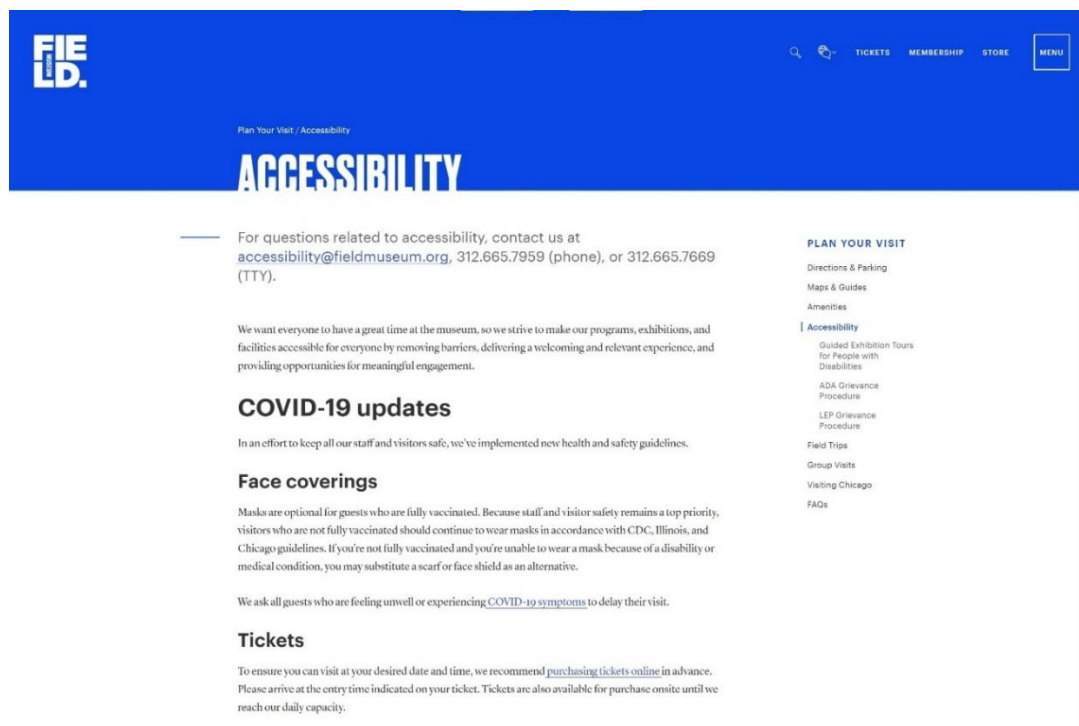 FIE
LD.
MUSEUM
TICKETS MEMBERSHIP STORE MENU
Plan Your Visit / Accessibility
ACCESSIBILITY
For questions related to accessibility, contact us at
accessibility@fieldmuseum.org, 312.665.7959 (phone), or 312.665.7669
(TTY).
We want everyone to have a great time at the museum, so we strive to make our programs, exhibitions, and
facilities accessible for everyone by removing barriers, delivering a welcoming and relevant experience, and
providing opportunities for meaningful engagement.
COVID-19 updates
In an effort to keep all our staff and visitors safe, we've implemented new health and safety guidelines.
Face coverings
Masks are optional for guests who are fully vaccinated. Because staff and visitor safety remains a top priority,
visitors who are not fully vaccinated should continue to wear masks in accordance with CDC, Illinois, and
Chicago guidelines. If you're not fully vaccinated and you're unable to wear a mask because of a disability or
medical condition, you may substitute a scarf or face shield as an alternative.
We ask all guests who are feeling unwell or experiencing COVID-19 symptoms to delay their visit.
Tickets
To ensure you can visit at your desired date and time, we recommend purchasing tickets online in advance.
Please arrive at the entry time indicated on your ticket. Tickets are also available for purchase onsite until we
reach our daily capacity.
PLAN YOUR VISIT
Directions & Parking
Maps & Guides
Amenities
Accessibility
Guided Exhibition Tours
for People with
Disabilities
ADA Grievance
Procedure
LEP Grievance
Procedure
Field Trips
Group Visits
Visiting Chicago
FAQs